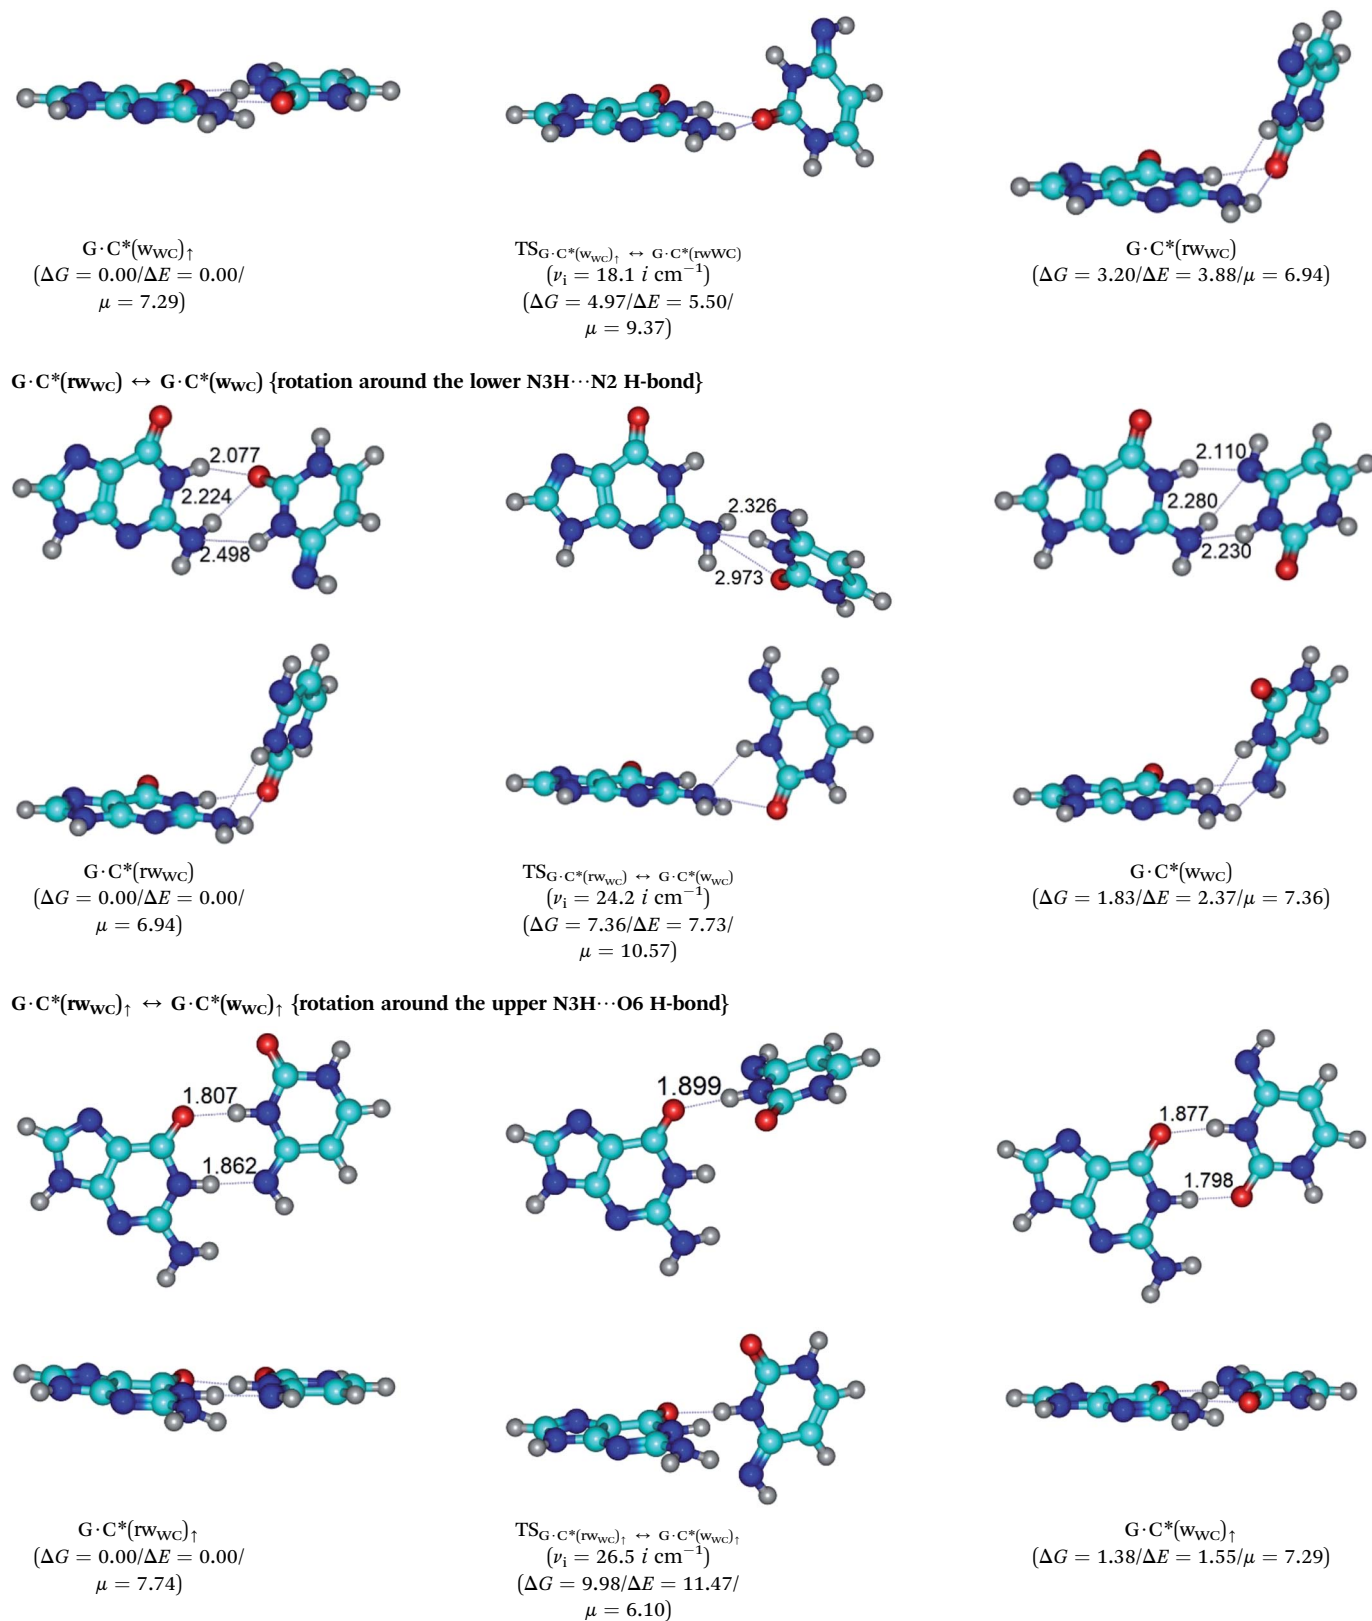 G·C*(w_WC)↑
(ΔG = 0.00/ΔE = 0.00/
μ = 7.29)
TS_G·C*(w_WC)↑ ↔ G·C*(rwWC)
(ν_i = 18.1 i cm⁻¹)
(ΔG = 4.97/ΔE = 5.50/
μ = 9.37)
G·C*(rw_WC)
(ΔG = 3.20/ΔE = 3.88/μ = 6.94)
G·C*(rw_WC) ↔ G·C*(w_WC) {rotation around the lower N3H⋯N2 H-bond}
2.077
2.224
2.498
2.326
2.973
2.110
2.280
2.230
G·C*(rw_WC)
(ΔG = 0.00/ΔE = 0.00/
μ = 6.94)
TS_G·C*(rw_WC) ↔ G·C*(w_WC)
(ν_i = 24.2 i cm⁻¹)
(ΔG = 7.36/ΔE = 7.73/
μ = 10.57)
G·C*(w_WC)
(ΔG = 1.83/ΔE = 2.37/μ = 7.36)
G·C*(rw_WC)↑ ↔ G·C*(w_WC)↑ {rotation around the upper N3H⋯O6 H-bond}
1.807
1.862
1.899
1.877
1.798
G·C*(rw_WC)↑
(ΔG = 0.00/ΔE = 0.00/
μ = 7.74)
TS_G·C*(rw_WC)↑ ↔ G·C*(w_WC)↑
(ν_i = 26.5 i cm⁻¹)
(ΔG = 9.98/ΔE = 11.47/
μ = 6.10)
G·C*(w_WC)↑
(ΔG = 1.38/ΔE = 1.55/μ = 7.29)